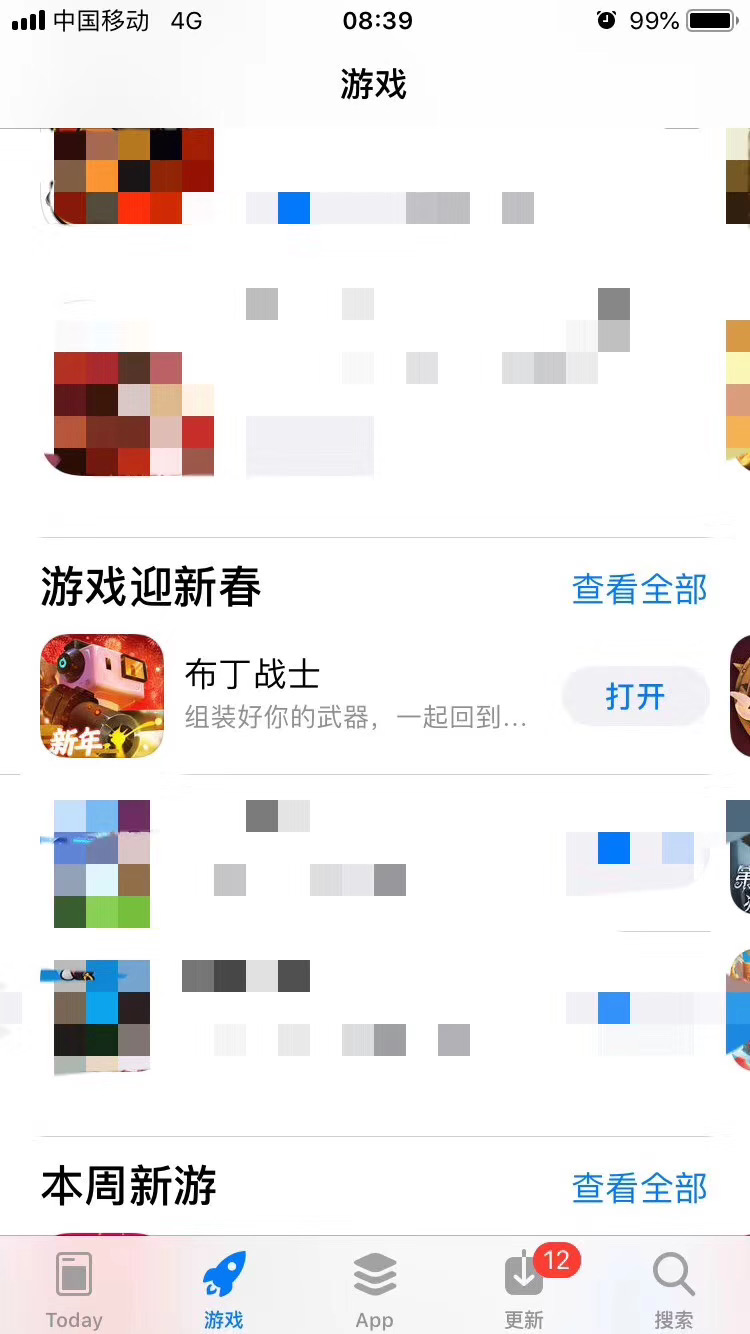 中国移动 4G 08:39 99%
游戏
游戏迎新春 查看全部
布丁战士
组装好你的武器，一起回到...
打开
新年
第
本周新游 查看全部
12
Today 游戏 App 更新 搜索